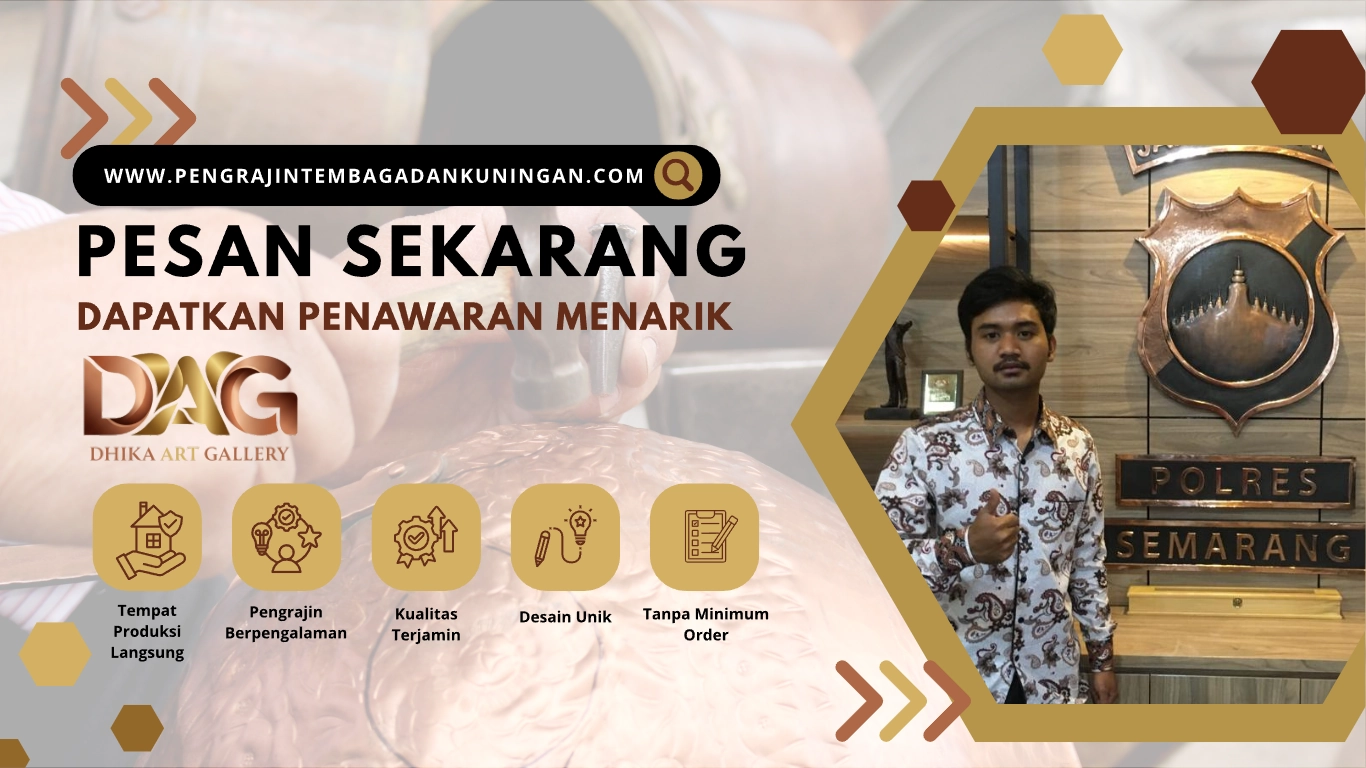 WWW.PENGRAJINTEMBAGADANKUNINGAN.COM
PESAN SEKARANG
DAPATKAN PENAWARAN MENARIK
DAG
DHIKA ART GALLERY
Tempat
Produksi
Langsung
Pengrajin
Berpengalaman
Kualitas
Terjamin
Desain Unik
Tanpa Minimum
Order
POLRES
SEMARANG